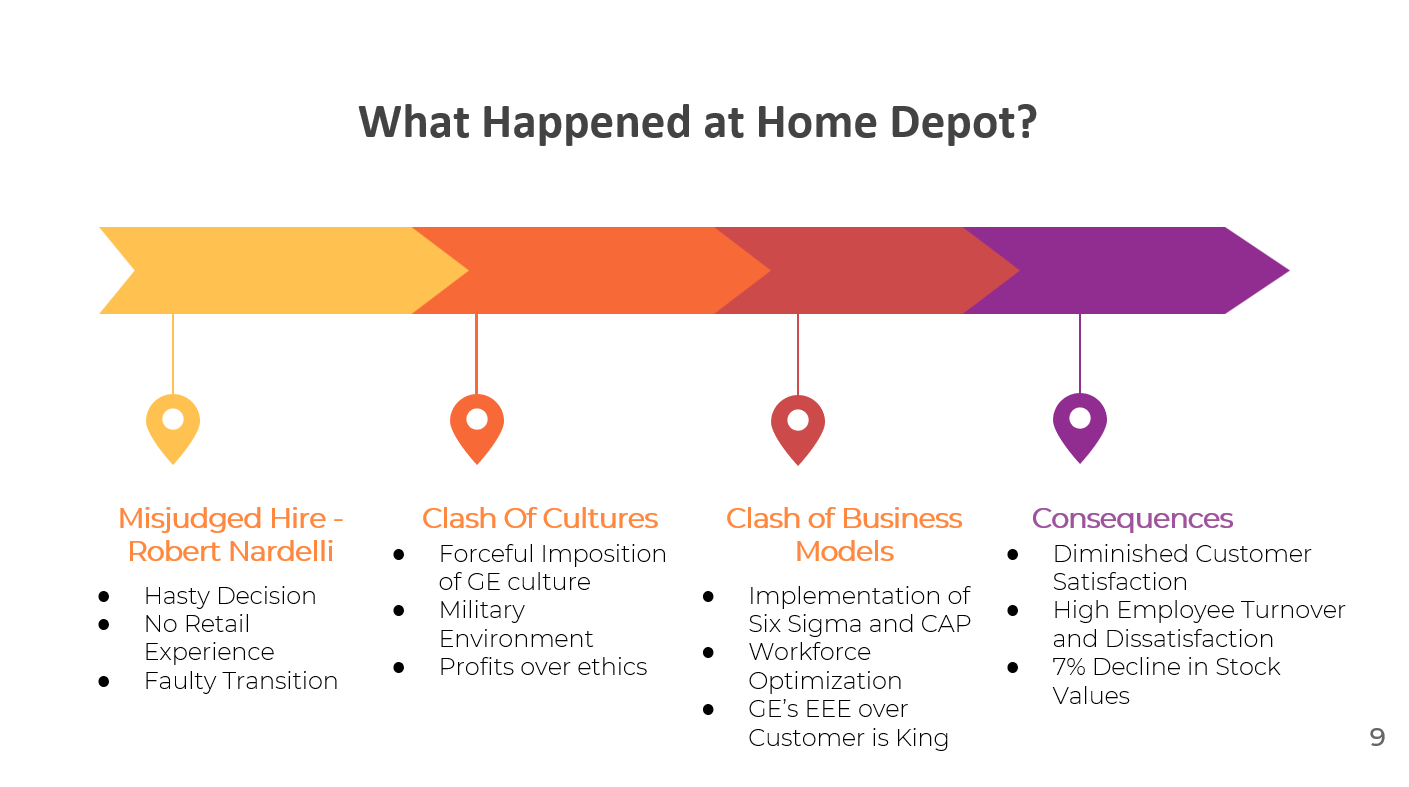 What Happened at Home Depot?
Misjudged Hire -
Robert Nardelli
● Hasty Decision
● No Retail
Experience
● Faulty Transition
Clash Of Cultures
● Forceful Imposition
of GE culture
● Military
Environment
● Profits over ethics
Clash of Business
Models
● Implementation of
Six Sigma and CAP
● Workforce
Optimization
● GE’s EEE over
Customer is King
Consequences
● Diminished Customer
Satisfaction
● High Employee Turnover
and Dissatisfaction
● 7% Decline in Stock
Values
9